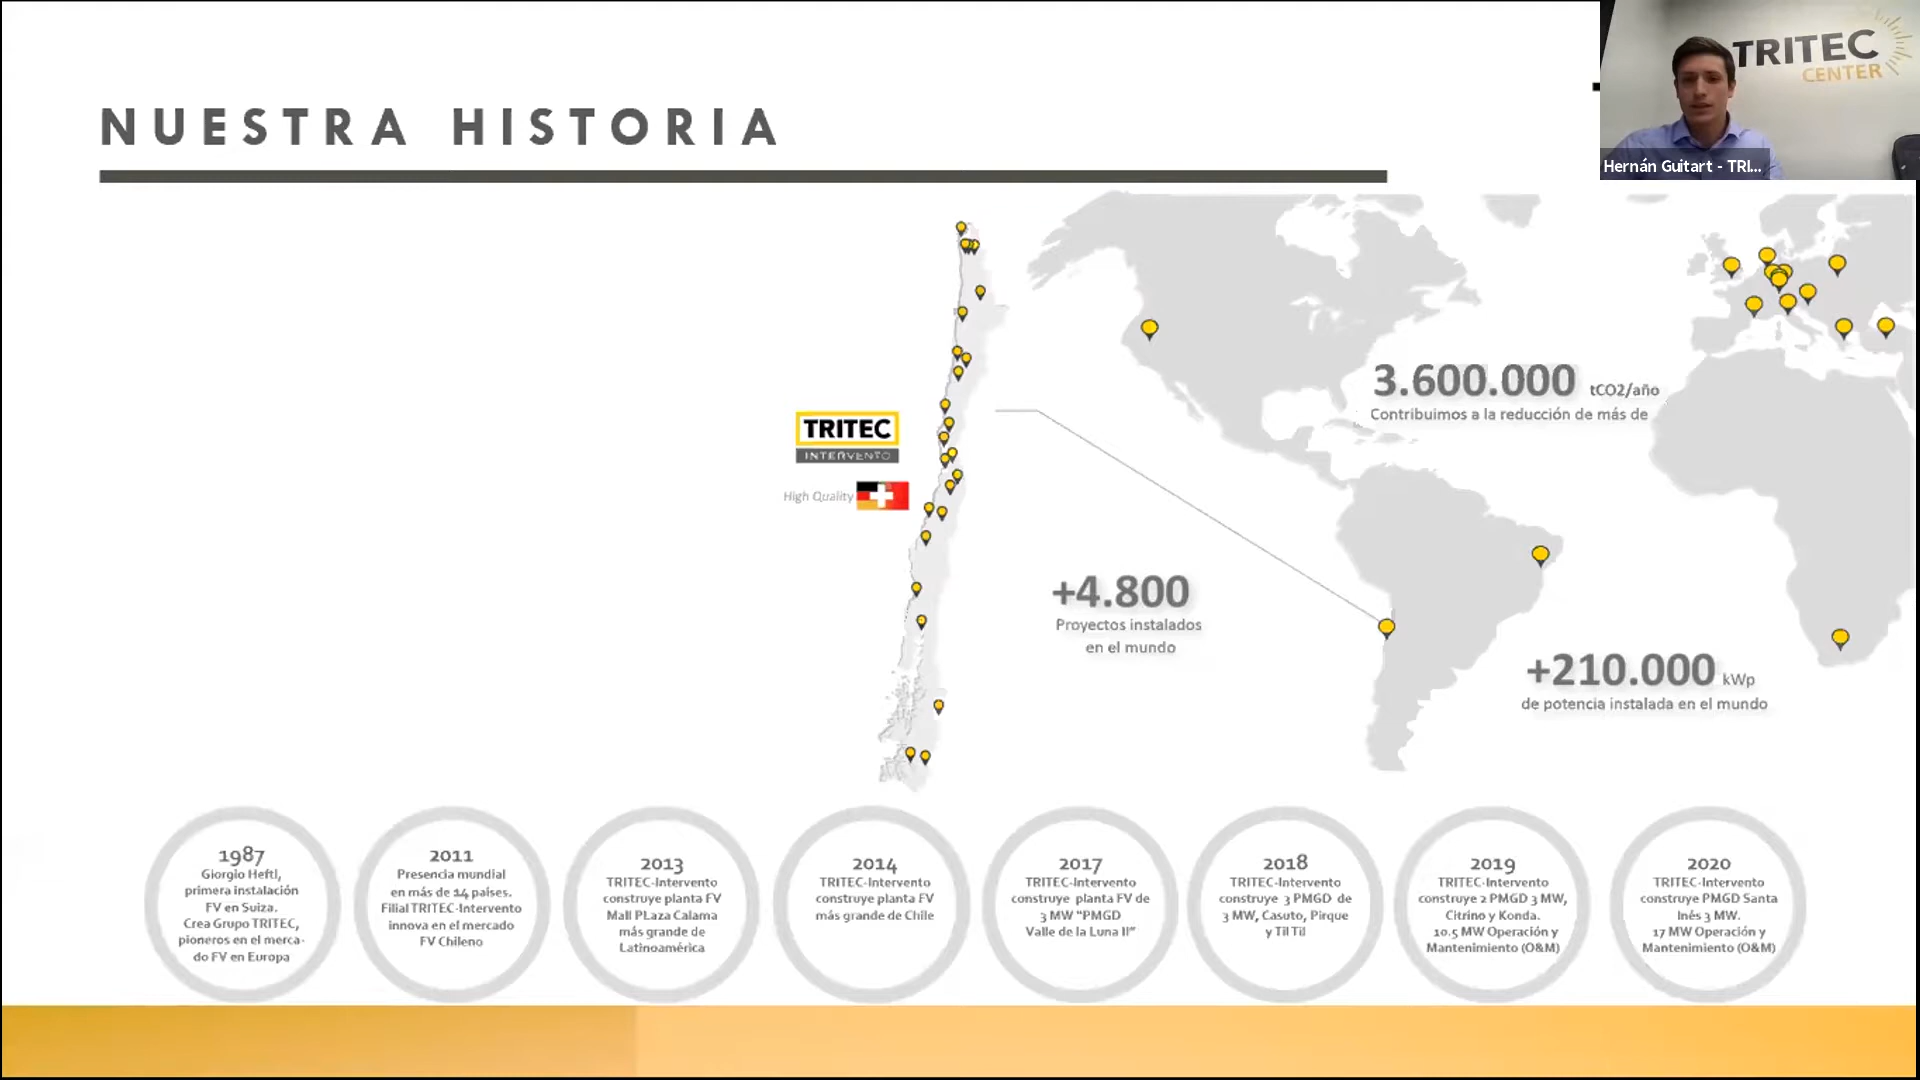 NUESTRA HISTORIA
TRITEC
CENTER
Hernán Guitart - TRI...
TRITEC
INTERVENTO
High Quality
3.600.000 tCO2/año
Contribuimos a la reducción de más de
+4.800
Proyectos instalados
en el mundo
+210.000 kWp
de potencia instalada en el mundo
1987
Giorgio Hefti,
primera instalación
FV en Suiza.
Crea Grupo TRITEC,
pioneros en el merca-
do FV en Europa
2011
Presencia mundial
en más de 14 países.
Filial TRITEC-Intervento
innova en el mercado
FV Chileno
2013
TRITEC-Intervento
construye planta FV
Mall PLaza Calama
más grande de
Latinoamérica
2014
TRITEC-Intervento
construye planta FV
más grande de Chile
2017
TRITEC-Intervento
construye planta FV de
3 MW "PMGD
Valle de la Luna II"
2018
TRITEC-Intervento
construye 3 PMGD de
3 MW, Casuto, Pirque
y Til Til
2019
TRITEC-Intervento
construye 2 PMGD 3 MW,
Citrino y Konda.
10.5 MW Operación y
Mantenimiento (O&M)
2020
TRITEC-Intervento
construye PMGD Santa
Inés 3 MW.
17 MW Operación y
Mantenimiento (O&M)